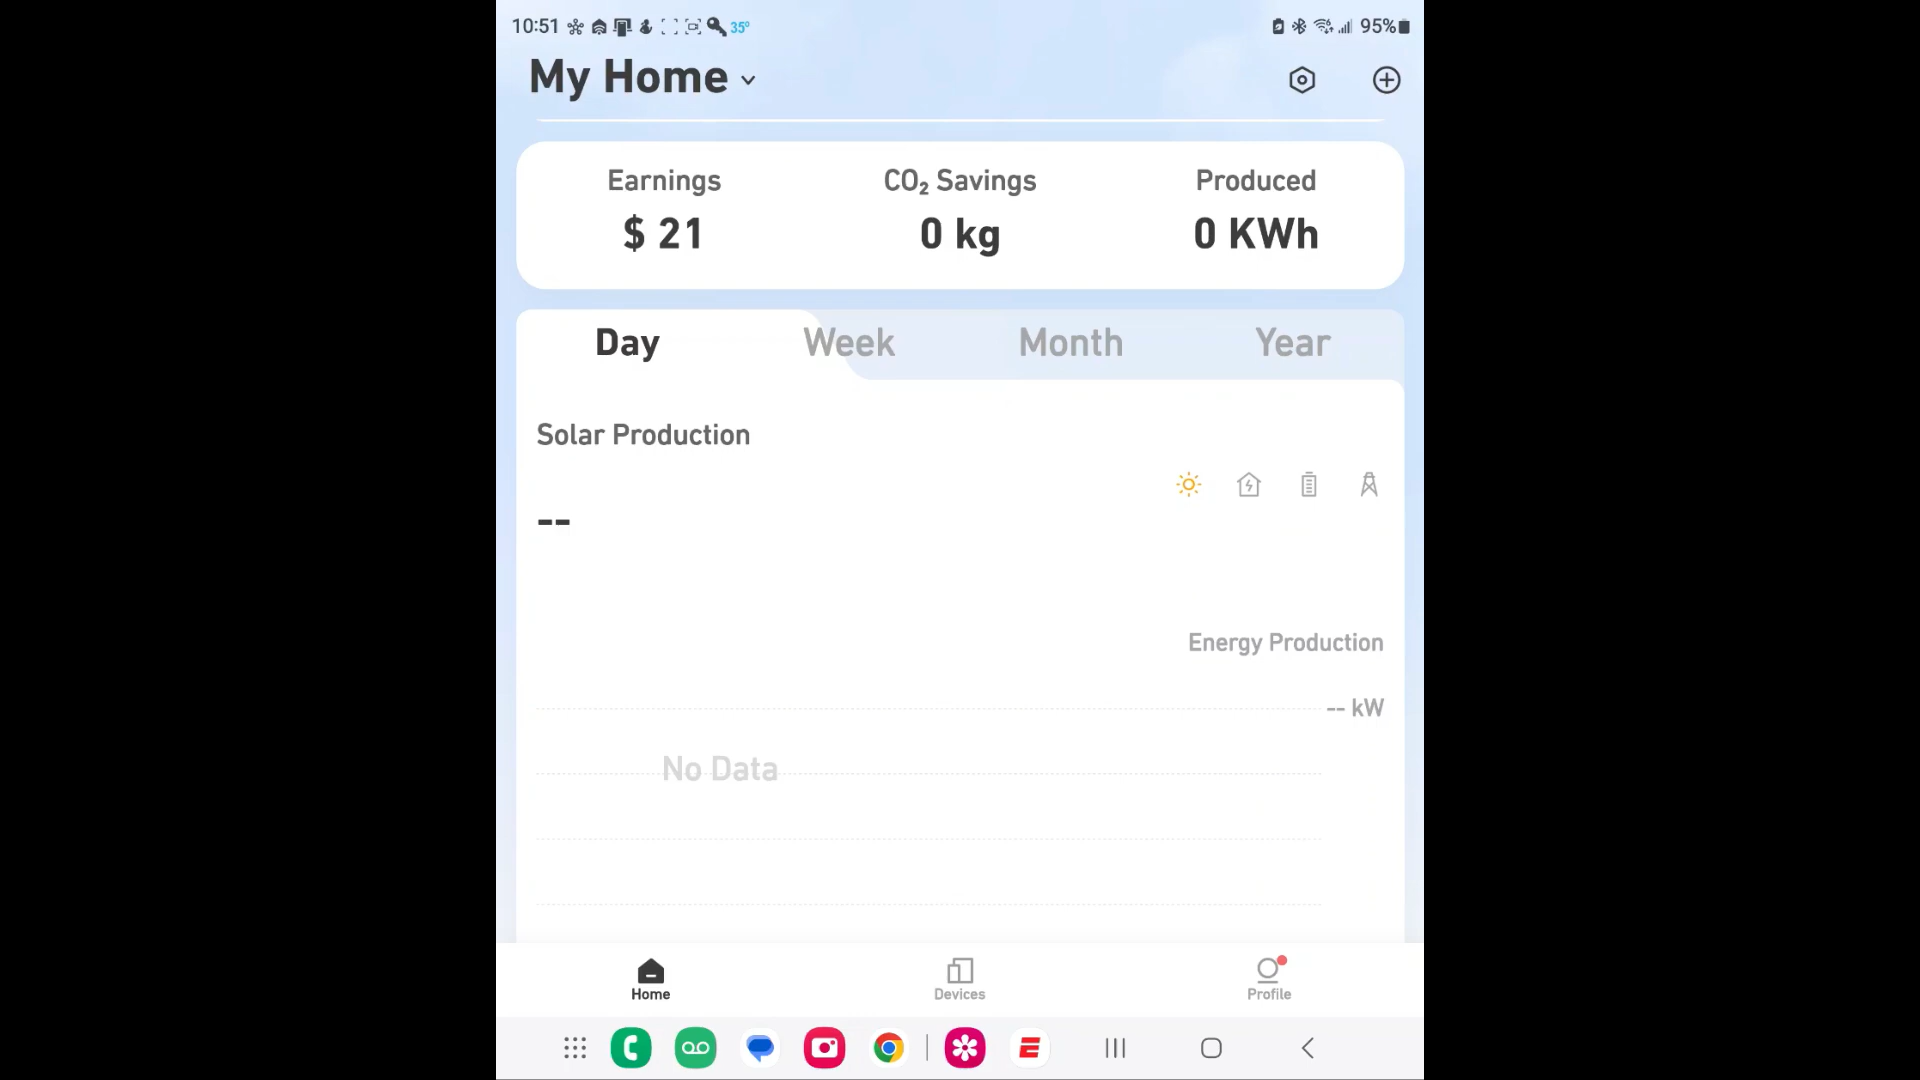 10:51 35° 95%
My Home
Earnings CO₂ Savings Produced
$ 21 0 kg 0 KWh
Day Week Month Year
Solar Production
--
Energy Production
-- kW
No Data
Home Devices Profile